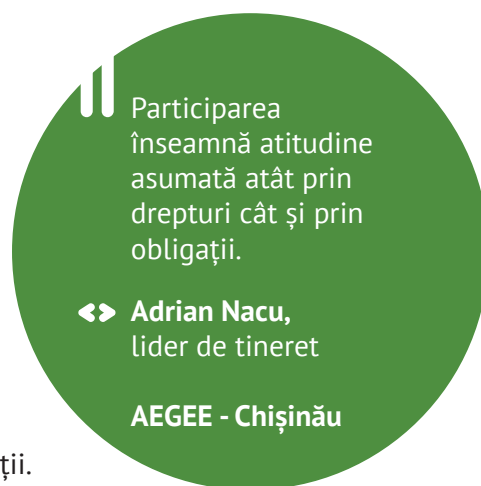 Participarea
înseamnă atitudine
asumată atât prin
drepturi cât și prin
obligații.
Adrian Nacu,
lider de tineret
AEGEE - Chișinău
ții.